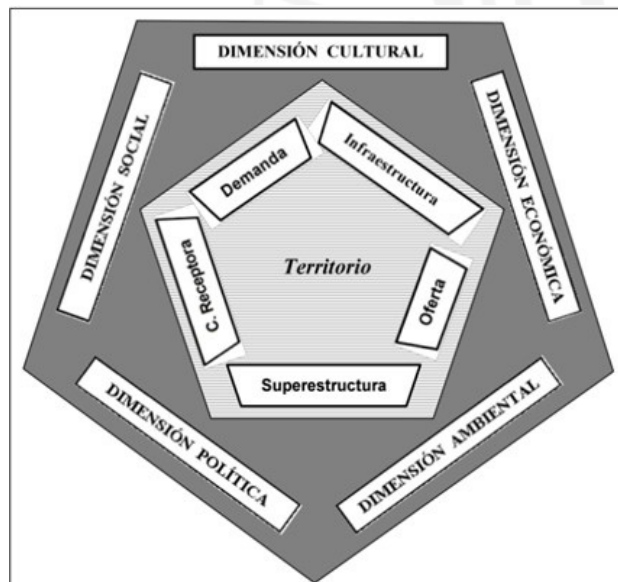 DIMENSIÓN CULTURAL
DIMENSIÓN SOCIAL
DIMENSIÓN ECONÓMICA
Demanda
Infraestructura
C. Receptora
Territorio
Oferta
Superestructura
DIMENSIÓN POLÍTICA
DIMENSIÓN AMBIENTAL